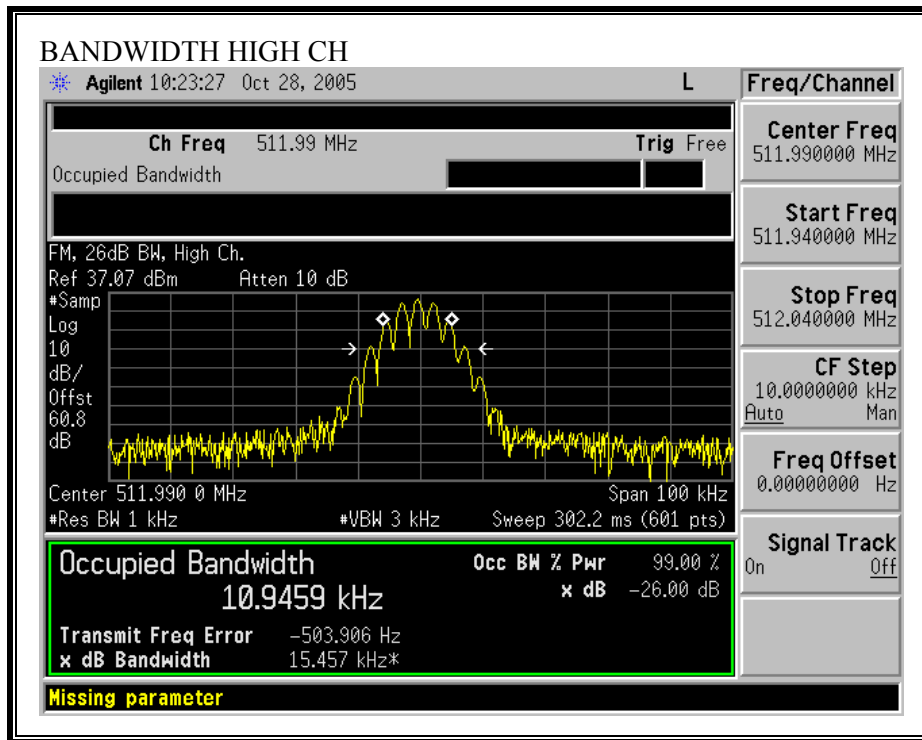 BANDWIDTH HIGH CH
Agilent 10:23:27 Oct 28, 2005 L
Freq/Channel
Ch Freq 511.99 MHz Trig Free
Occupied Bandwidth
Center Freq
511.990000 MHz
Start Freq
511.940000 MHz
Stop Freq
512.040000 MHz
CF Step
10.0000000 kHz
Auto Man
Freq Offset
0.00000000 Hz
Signal Track
On Off
FM, 26dB BW, High Ch.
Ref 37.07 dBm Atten 10 dB
#Samp
Log
10
dB/
Offst
60.8
dB
Center 511.990 0 MHz Span 100 kHz
#Res BW 1 kHz #VBW 3 kHz Sweep 302.2 ms (601 pts)
Occupied Bandwidth Occ BW % Pwr 99.00 %
10.9459 kHz x dB -26.00 dB
Transmit Freq Error -503.906 Hz
x dB Bandwidth 15.457 kHz*
Missing parameter